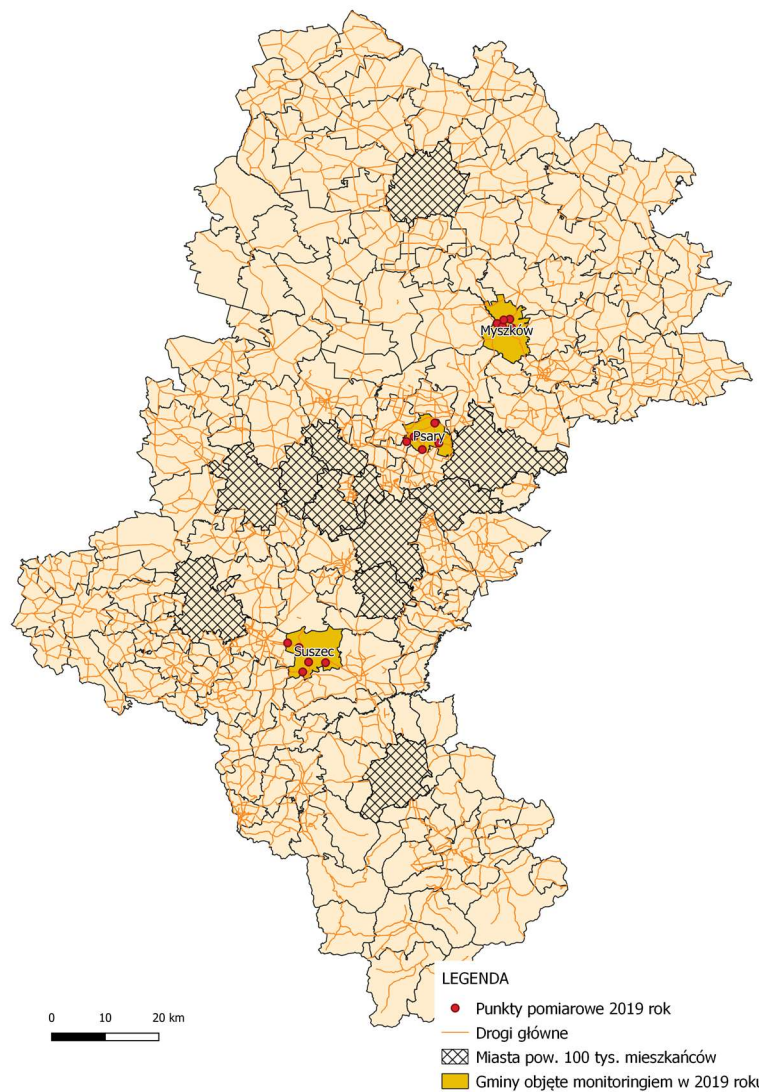 Myszków
Psary
Suszec
LEGENDA
Punkty pomiarowe 2019 rok
Drogi główne
Miasta pow. 100 tys. mieszkańców
Gminy objęte monitoringiem w 2019 roku
0 10 20 km